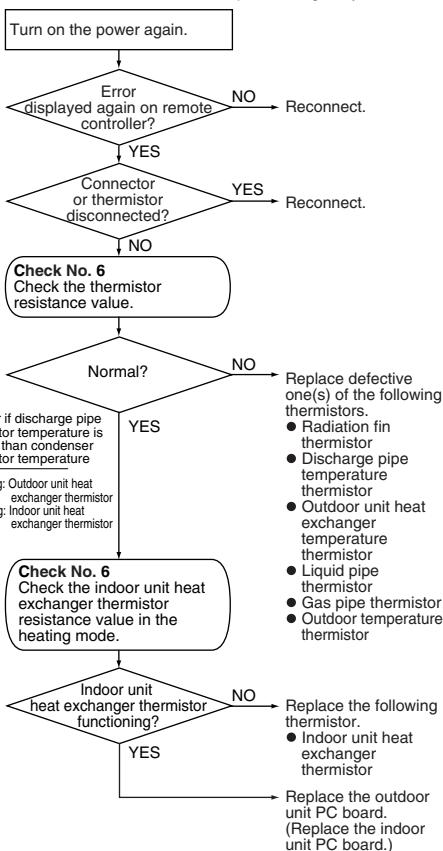 Turn on the power again.
Error
displayed again on remote
controller?
NO
Reconnect.
YES
Connector
or thermistor
disconnected?
YES
Reconnect.
NO
Check No. 6
Check the thermistor
resistance value.
Normal?
NO
Replace defective
one(s) of the following
thermistors.
● Radiation fin
thermistor
● Discharge pipe
temperature
thermistor
● Outdoor unit heat
exchanger
temperature
thermistor
● Liquid pipe
thermistor
● Gas pipe thermistor
● Outdoor temperature
thermistor
YES
if discharge pipe
temperature is
than condenser
temperature
Outdoor unit heat
exchanger thermistor
Indoor unit heat
exchanger thermistor
Check No. 6
Check the indoor unit heat
exchanger thermistor
resistance value in the
heating mode.
Indoor unit
heat exchanger thermistor
functioning?
NO
Replace the following
thermistor.
● Indoor unit heat
exchanger
thermistor
YES
Replace the outdoor
unit PC board.
(Replace the indoor
unit PC board.)